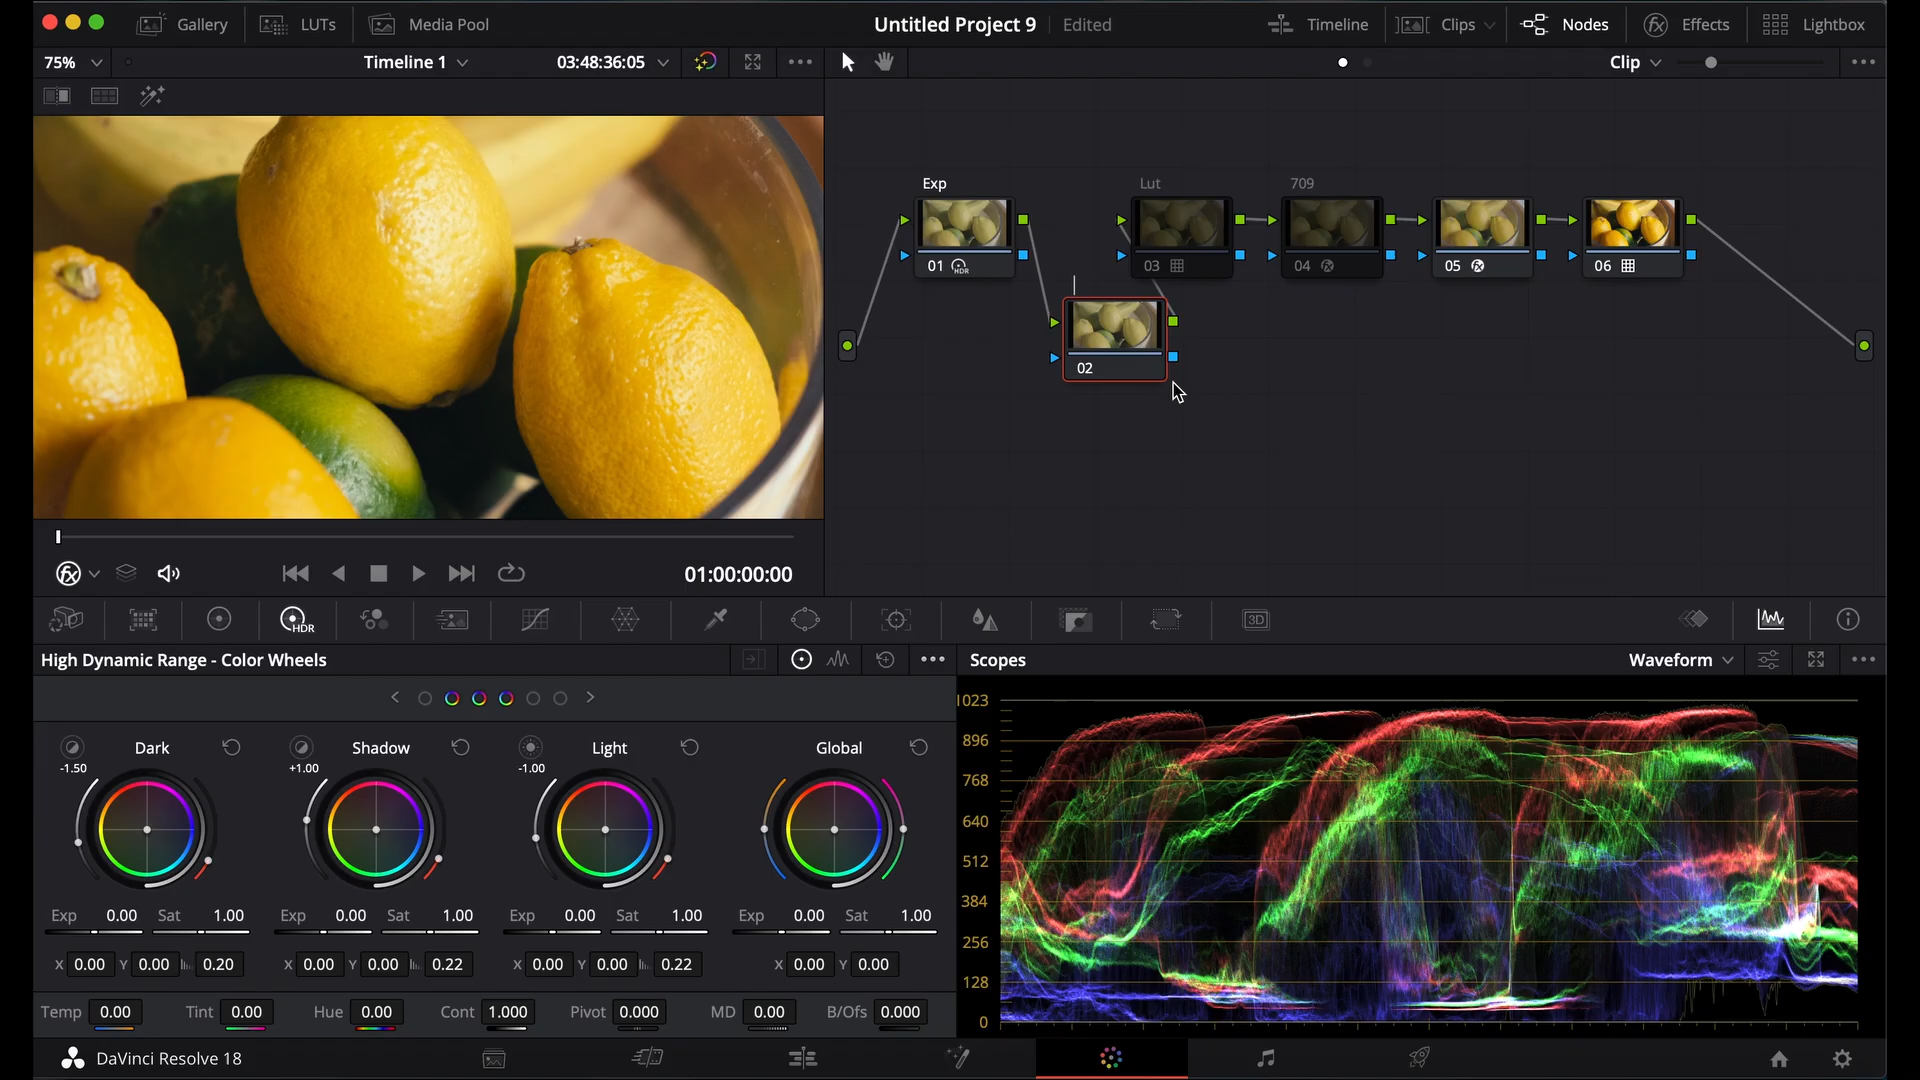 Gallery LUTs Media Pool Untitled Project 9 Edited Timeline Clips Nodes Effects Lightbox
75% Timeline 1 03:48:36:05 Clip
Exp Lut 709
01 HDR 03 04 05 06
02
01:00:00:00
HDR 3D
High Dynamic Range - Color Wheels Scopes Waveform
Dark Shadow Light Global
-1.50 +1.00 -1.00
Exp 0.00 Sat 1.00 Exp 0.00 Sat 1.00 Exp 0.00 Sat 1.00 Exp 0.00 Sat 1.00
X 0.00 Y 0.00 0.20 X 0.00 Y 0.00 0.22 X 0.00 Y 0.00 0.22 X 0.00 Y 0.00
Temp 0.00 Tint 0.00 Hue 0.00 Cont 1.000 Pivot 0.000 MD 0.00 B/Ofs 0.000
1023
896
768
640
512
384
256
128
0
DaVinci Resolve 18